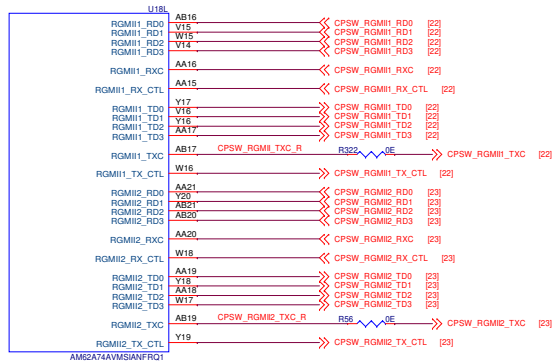 U18L
RGMII1_RD0 AB16 CPSW_RGMII1_RD0 [22]
RGMII1_RD1 V15 CPSW_RGMII1_RD1 [22]
RGMII1_RD2 W15 CPSW_RGMII1_RD2 [22]
RGMII1_RD3 V14 CPSW_RGMII1_RD3 [22]
RGMII1_RXC AA16 CPSW_RGMII1_RXC [22]
RGMII1_RX_CTL AA15 CPSW_RGMII1_RX_CTL [22]
RGMII1_TD0 Y17 CPSW_RGMII1_TD0 [22]
RGMII1_TD1 V16 CPSW_RGMII1_TD1 [22]
RGMII1_TD2 Y16 CPSW_RGMII1_TD2 [22]
RGMII1_TD3 AA17 CPSW_RGMII1_TD3 [22]
RGMII1_TXC AB17 CPSW_RGMII_TXC_R R322 0E CPSW_RGMII1_TXC [22]
RGMII1_TX_CTL W16 CPSW_RGMII1_TX_CTL [22]
RGMII2_RD0 AA21 CPSW_RGMII2_RD0 [23]
RGMII2_RD1 Y20 CPSW_RGMII2_RD1 [23]
RGMII2_RD2 AB21 CPSW_RGMII2_RD2 [23]
RGMII2_RD3 AB20 CPSW_RGMII2_RD3 [23]
RGMII2_RXC AA20 CPSW_RGMII2_RXC [23]
RGMII2_RX_CTL W18 CPSW_RGMII2_RX_CTL [23]
RGMII2_TD0 AA19 CPSW_RGMII2_TD0 [23]
RGMII2_TD1 Y18 CPSW_RGMII2_TD1 [23]
RGMII2_TD2 AA18 CPSW_RGMII2_TD2 [23]
RGMII2_TD3 W17 CPSW_RGMII2_TD3 [23]
RGMII2_TXC AB19 CPSW_RGMII2_TXC_R R56 0E CPSW_RGMII2_TXC [23]
RGMII2_TX_CTL Y19 CPSW_RGMII2_TX_CTL [23]
AM62A74AVMSIANFRQ1